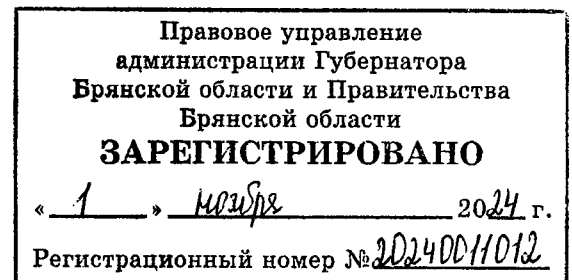 Правовое управление
администрации Губернатора
Брянской области и Правительства
Брянской области
ЗАРЕГИСТРИРОВАНО
« 1 » ноября 2024 г.
Регистрационный номер №20240011012